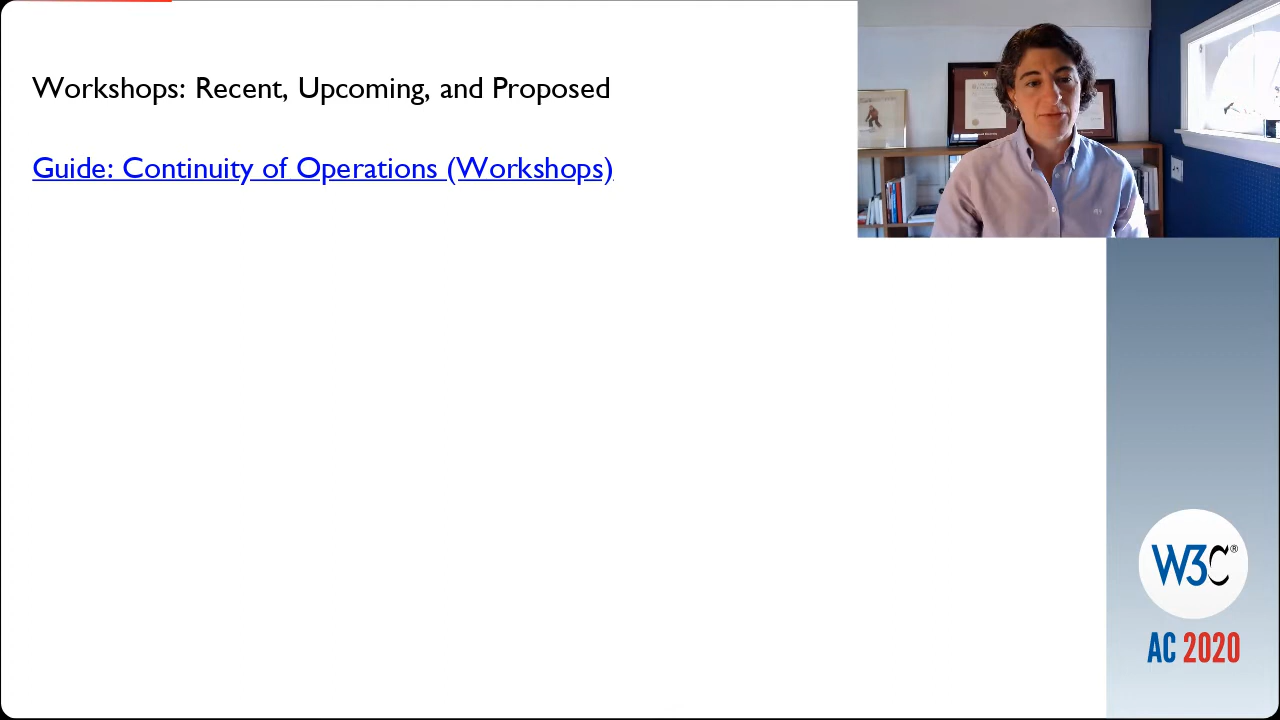 Workshops: Recent, Upcoming, and Proposed
Guide: Continuity of Operations (Workshops)
W3C®
AC 2020